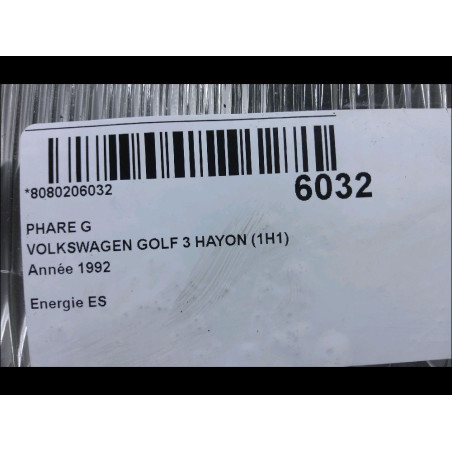 *8080206032
6032
PHARE G
VOLKSWAGEN GOLF 3 HAYON (1H1)
Année 1992
Energie ES